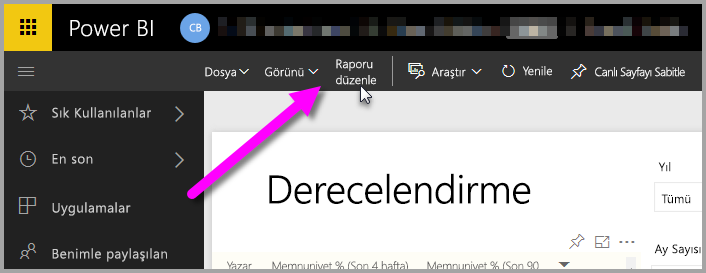 Power BI
CB
Dosya
Görünü
Raporu
düzenle
Araştır
Yenile
Canlı Sayfayı Sabitle
Sık Kullanılanlar
En son
Uygulamalar
Benimle paylaşılan
Derecelendirme
Yıl
Tümü
Ay Sayısı
Yazar
Memnuniyet % (Son 4 hafta)
Memnuniyet % (Son 90